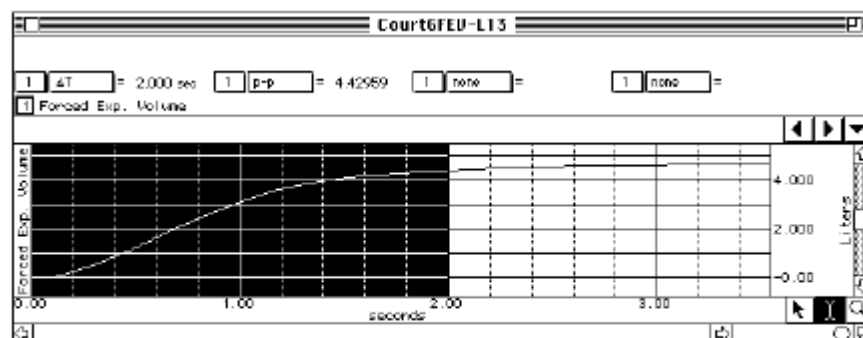 Court6FEV-L13
1 ΔT = 2.000 sec 1 p-p = 4.42959 1 none = 1 none =
1 Forced Exp. Volume
Forced Exp. Volume
4.000
2.000
-0.00
Liters
0.00 1.00 2.00 3.00
seconds